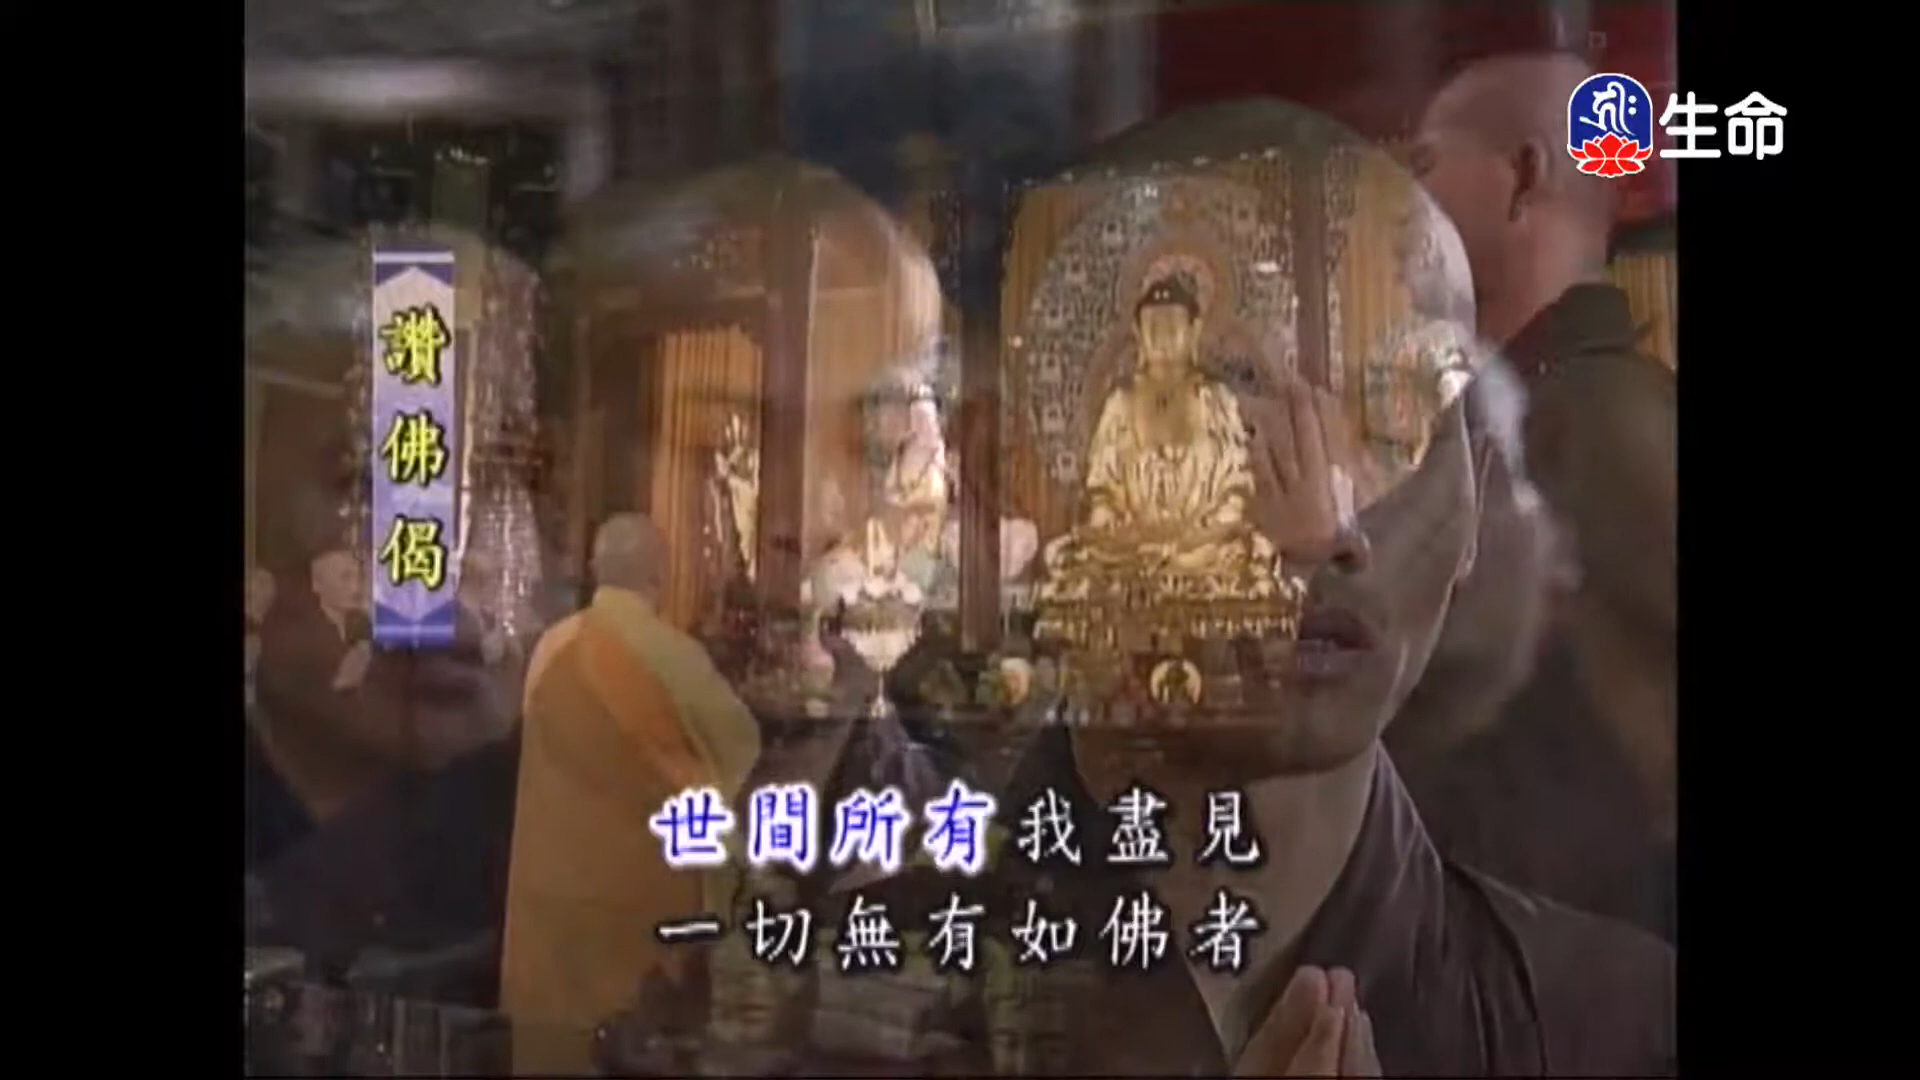 生命
讚佛偈
世間所有我盡見
一切無有如佛者